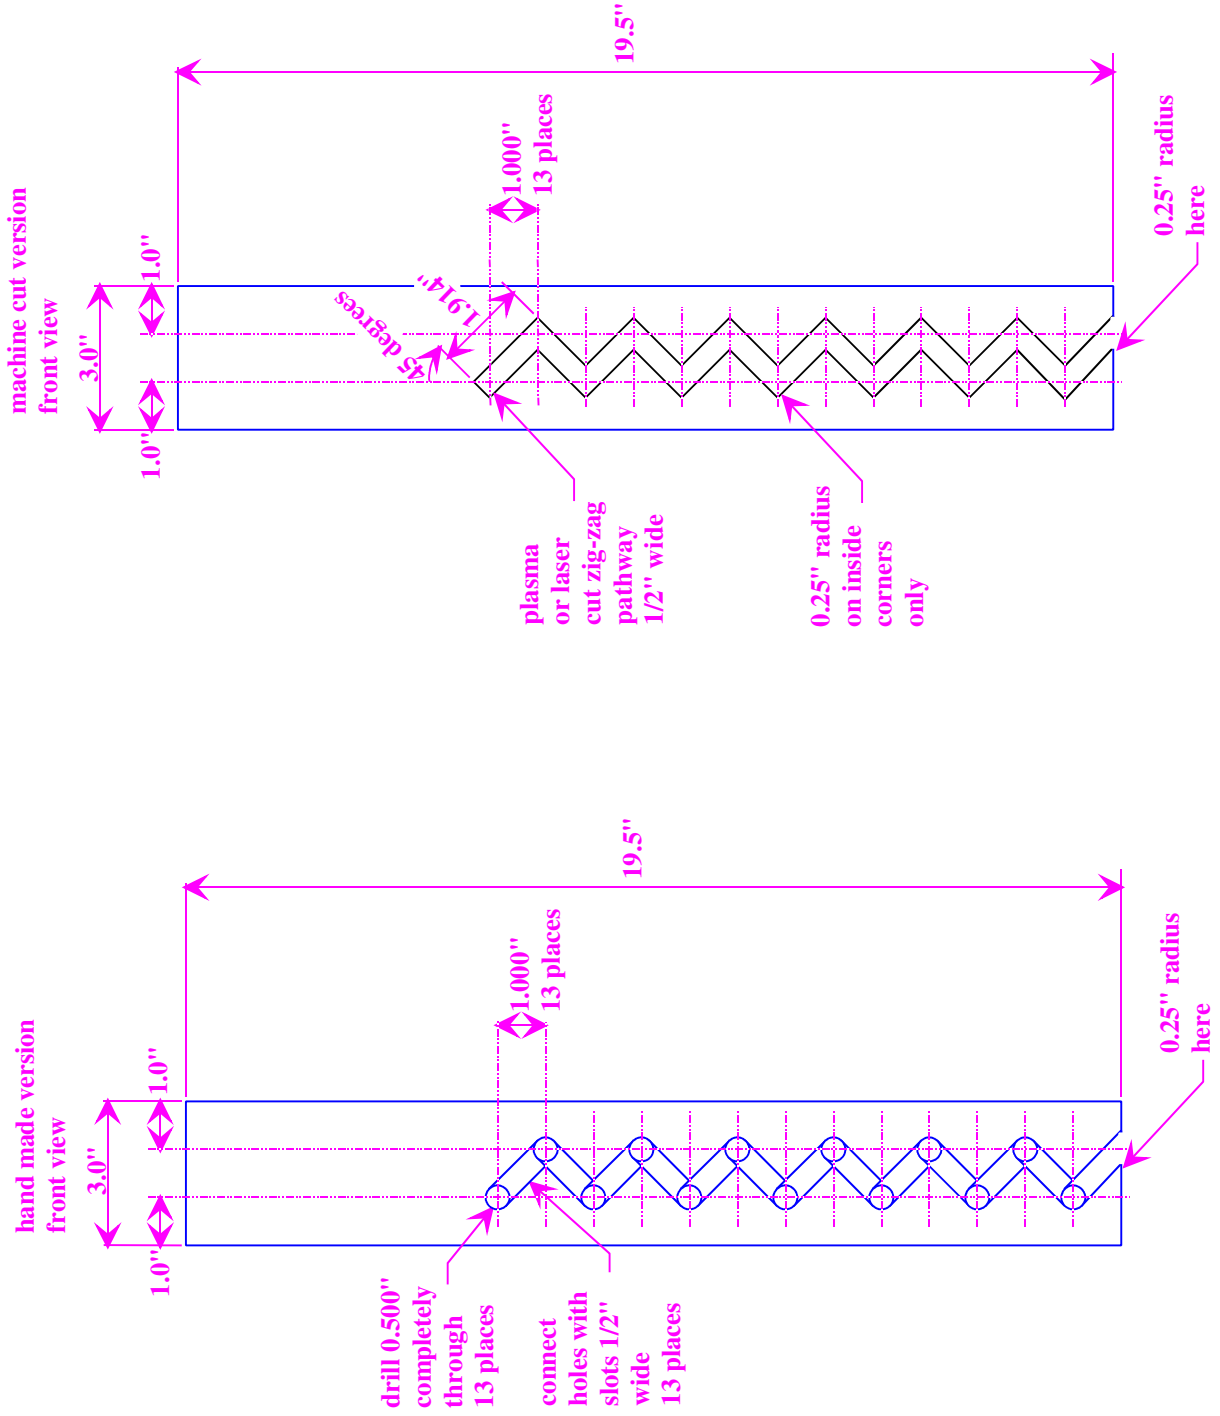 machine cut version
front view
3.0"
1.0"
1.0"
19.5"
1.000"
13 places
45 degrees
1.914"
plasma
or laser
cut zig-zag
pathway
1/2" wide
0.25" radius
on inside
corners
only
0.25" radius
here
hand made version
front view
3.0"
1.0"
1.0"
19.5"
1.000"
13 places
drill 0.500"
completely
through
13 places
connect
holes with
slots 1/2"
wide
13 places
0.25" radius
here